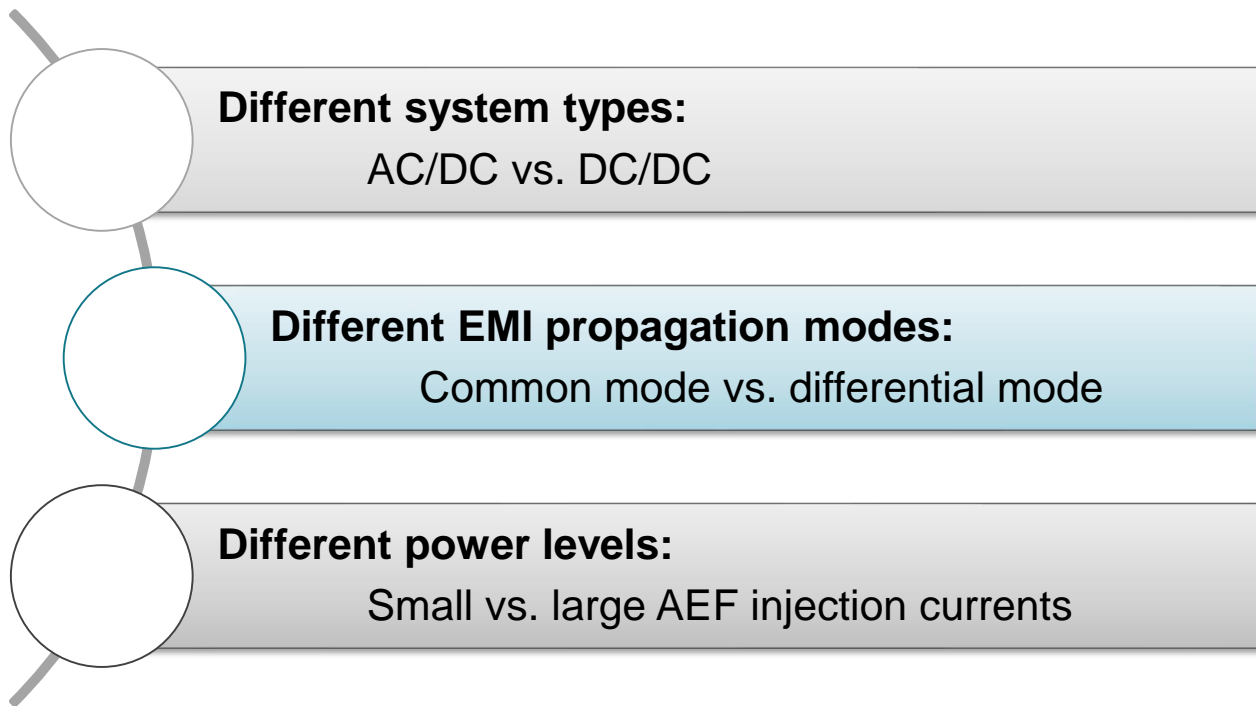 Different system types:
AC/DC vs. DC/DC
Different EMI propagation modes:
Common mode vs. differential mode
Different power levels:
Small vs. large AEF injection currents